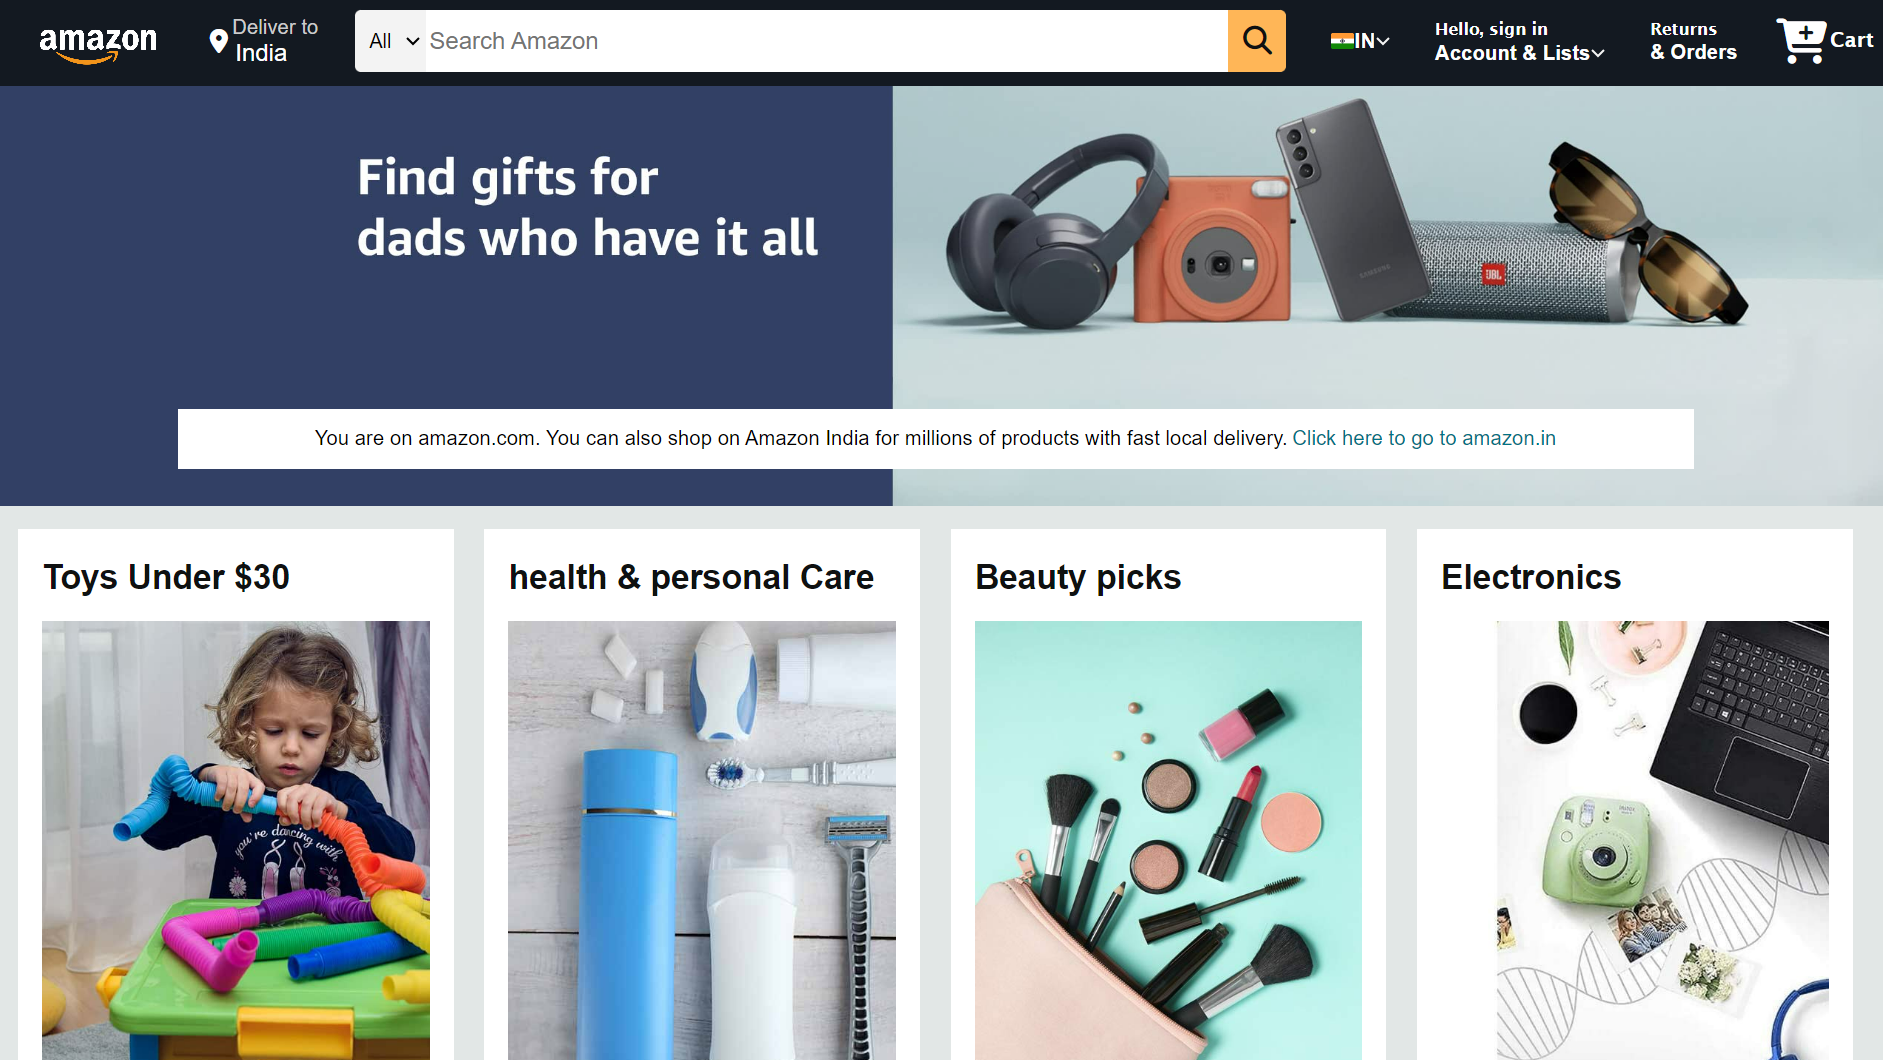 amazon
Deliver to
India
All
Search Amazon
IN
Hello, sign in
Account & Lists
Returns
& Orders
Cart
Find gifts for
dads who have it all
SAMSUNG
JBL
You are on amazon.com. You can also shop on Amazon India for millions of products with fast local delivery. Click here to go to amazon.in
Toys Under $30
health & personal Care
Beauty picks
Electronics
you're dancing with